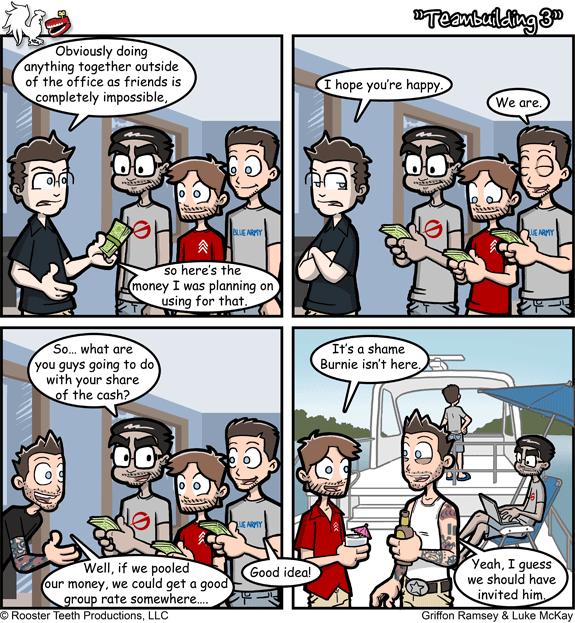 "Teambuilding 3"
Obviously doing
anything together outside
of the office as friends is
completely impossible,
BLUE ARMY
so here's the
money I was planning on
using for that.
I hope you're happy.
We are.
BLUE ARMY
So... what are
you guys going to do
with your share
of the cash?
BLUE ARMY
Well, if we pooled
our money, we could get a good
group rate somewhere....
Good idea!
It's a shame
Burnie isn't here.
Yeah, I guess
we should have
invited him.
© Rooster Teeth Productions, LLC
Griffon Ramsey & Luke McKay